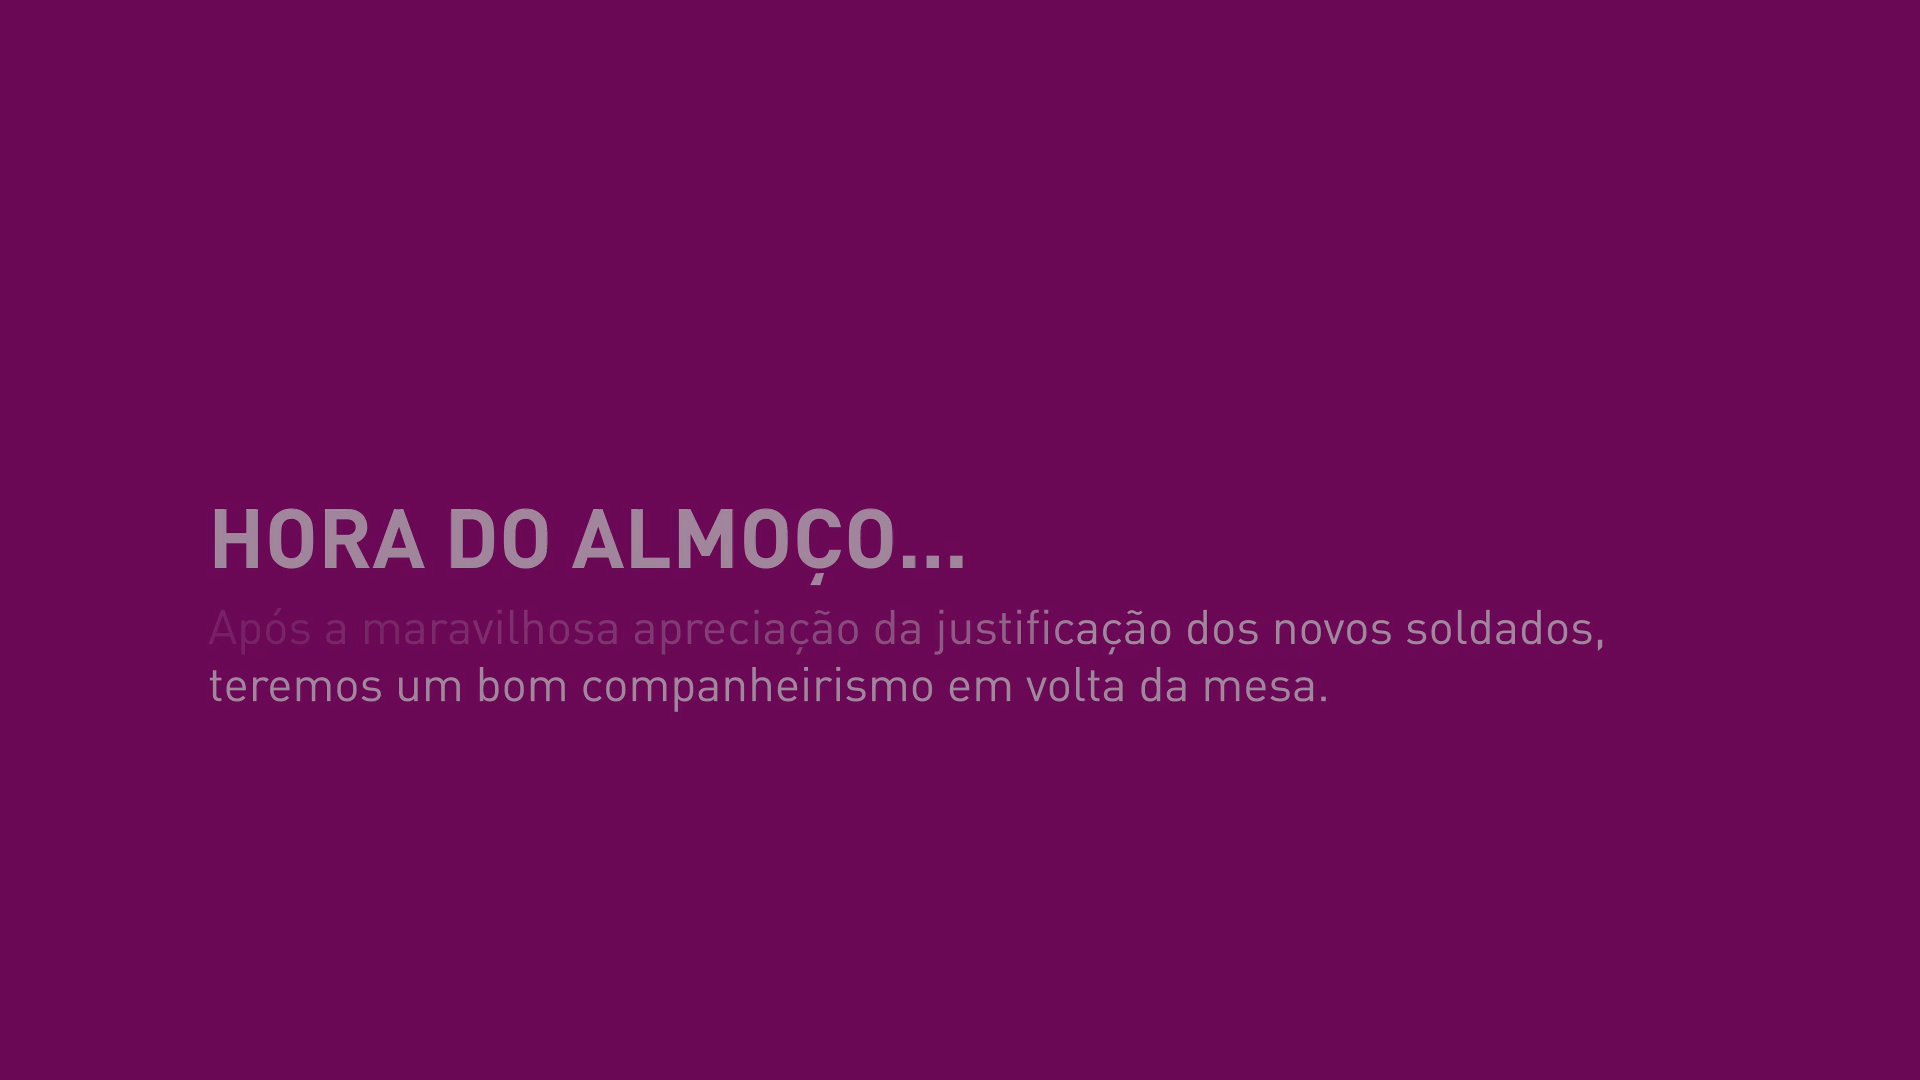 HORA DO ALMOÇO...
Após a maravilhosa apreciação da justificação dos novos soldados,
teremos um bom companheirismo em volta da mesa.